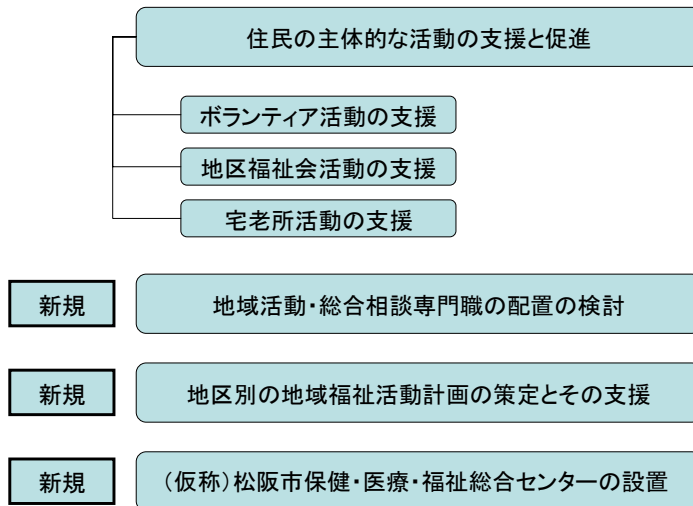 住民の主体的な活動の支援と促進
ボランティア活動の支援
地区福祉会活動の支援
宅老所活動の支援
新規 地域活動・総合相談専門職の配置の検討
新規 地区別の地域福祉活動計画の策定とその支援
新規 (仮称)松阪市保健・医療・福祉総合センターの設置